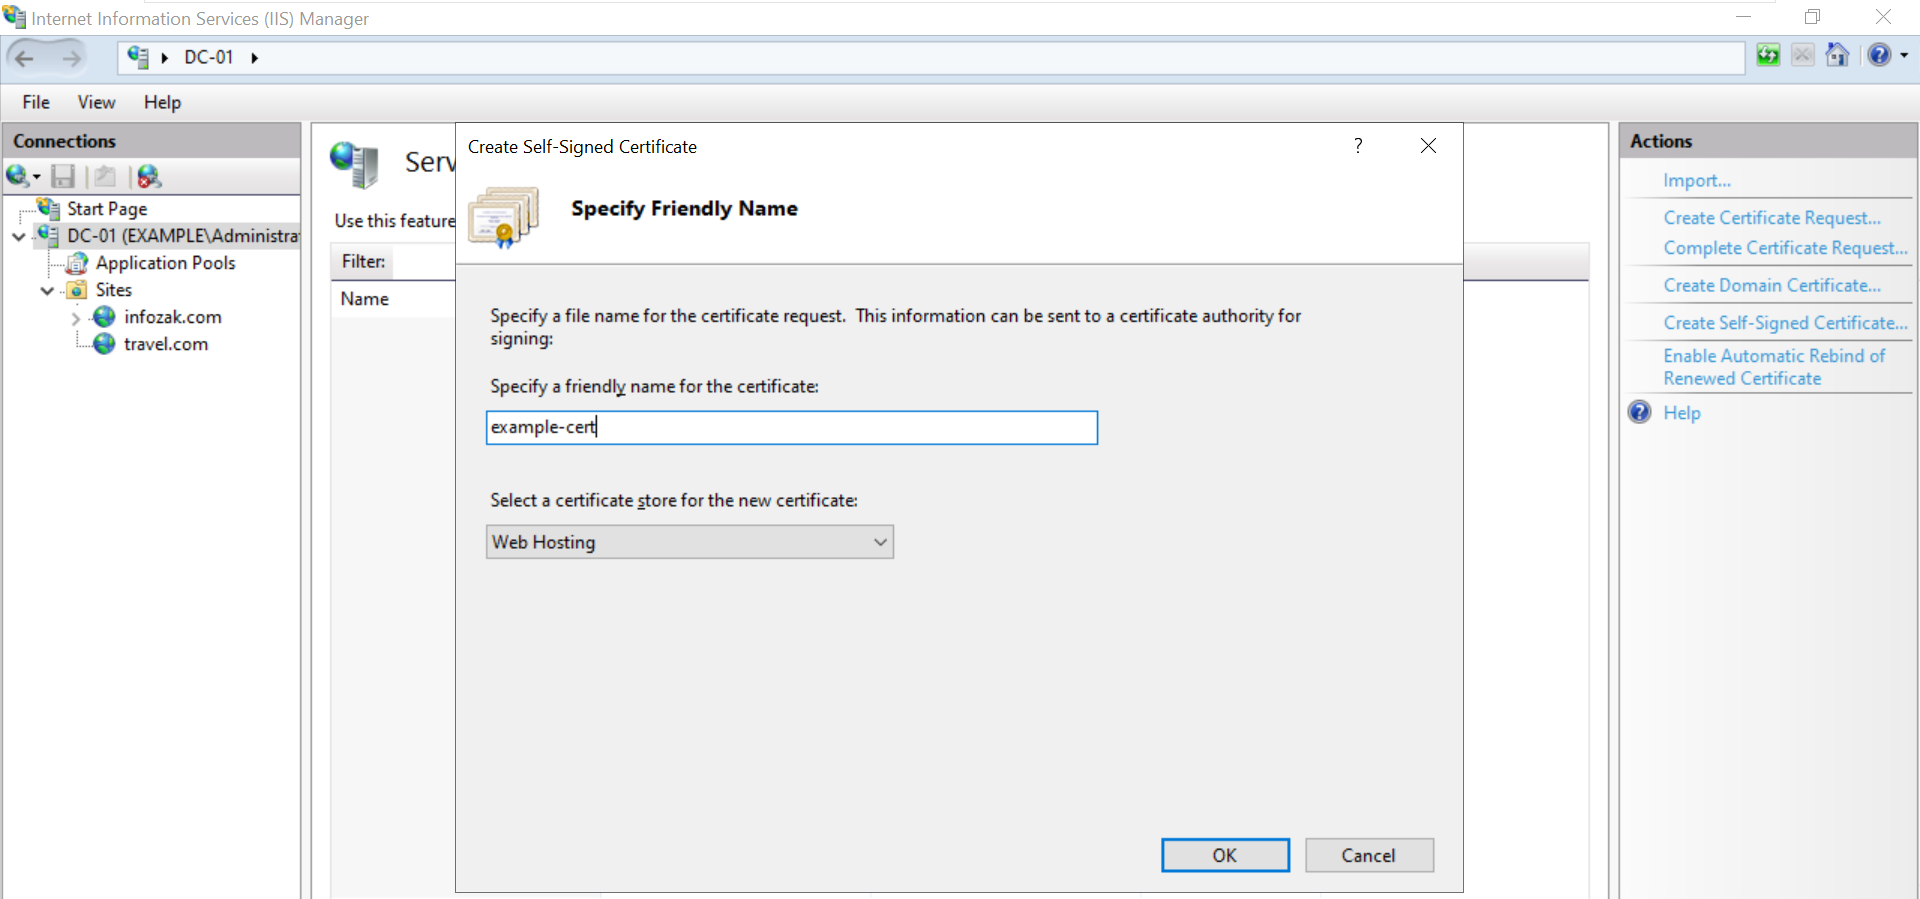 Internet Information Services (IIS) Manager
DC-01
File View Help
Connections
Start Page
DC-01 (EXAMPLE\Administra
Application Pools
Sites
infozak.com
travel.com
Serv
Use this feature
Filter:
Name
Create Self-Signed Certificate
?
Specify Friendly Name
Specify a file name for the certificate request. This information can be sent to a certificate authority for
signing:
Specify a friendly name for the certificate:
example-cert
Select a certificate store for the new certificate:
Web Hosting
OK Cancel
Actions
Import...
Create Certificate Request...
Complete Certificate Request...
Create Domain Certificate...
Create Self-Signed Certificate...
Enable Automatic Rebind of
Renewed Certificate
Help